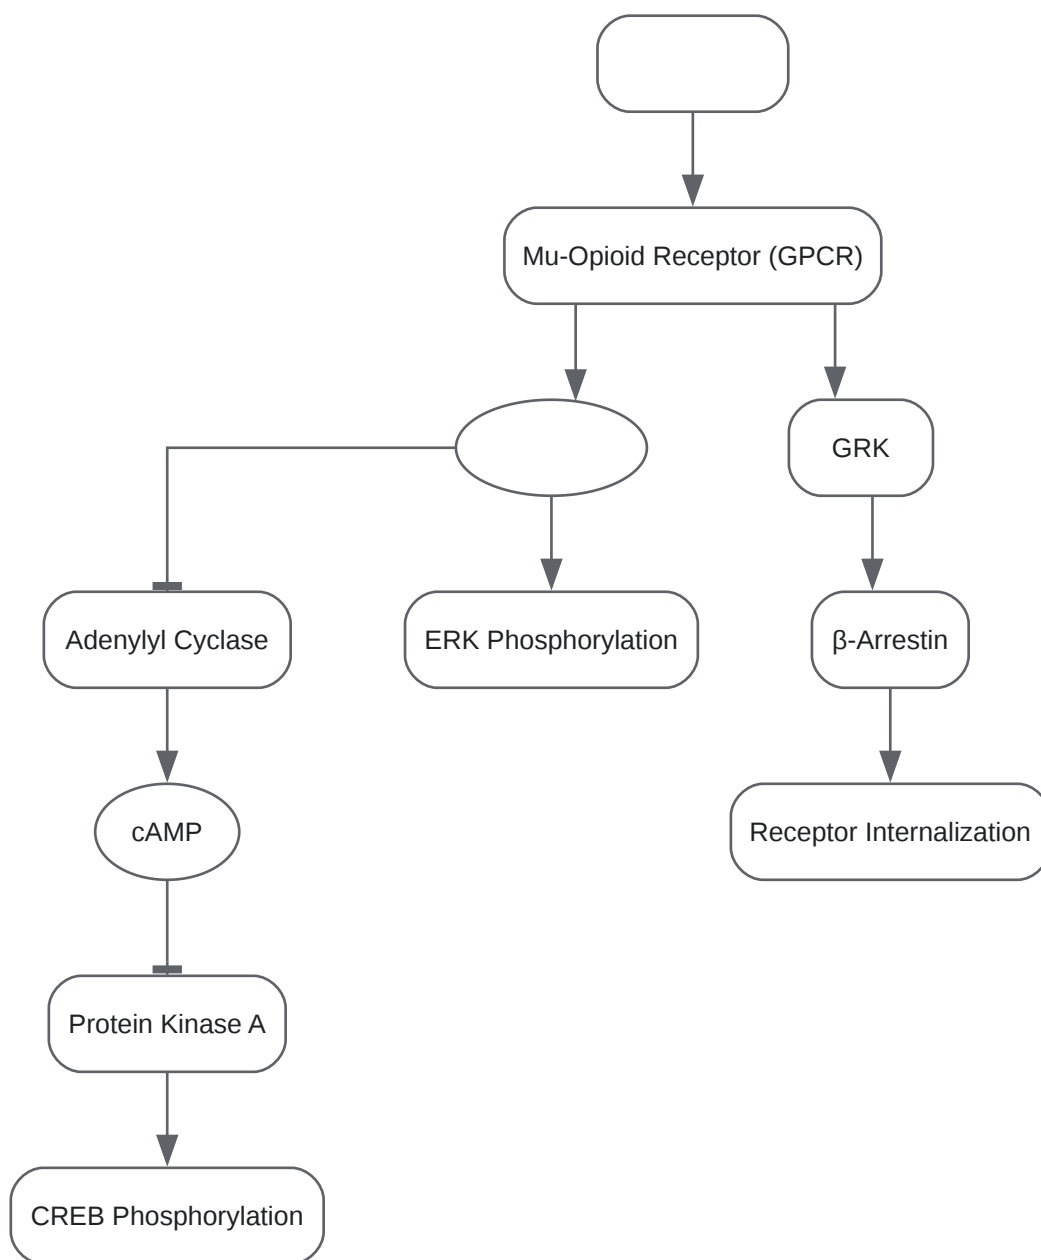 Mu-Opioid Receptor (GPCR)
GRK
Adenylyl Cyclase
ERK Phosphorylation
β-Arrestin
cAMP
Receptor Internalization
Protein Kinase A
CREB Phosphorylation